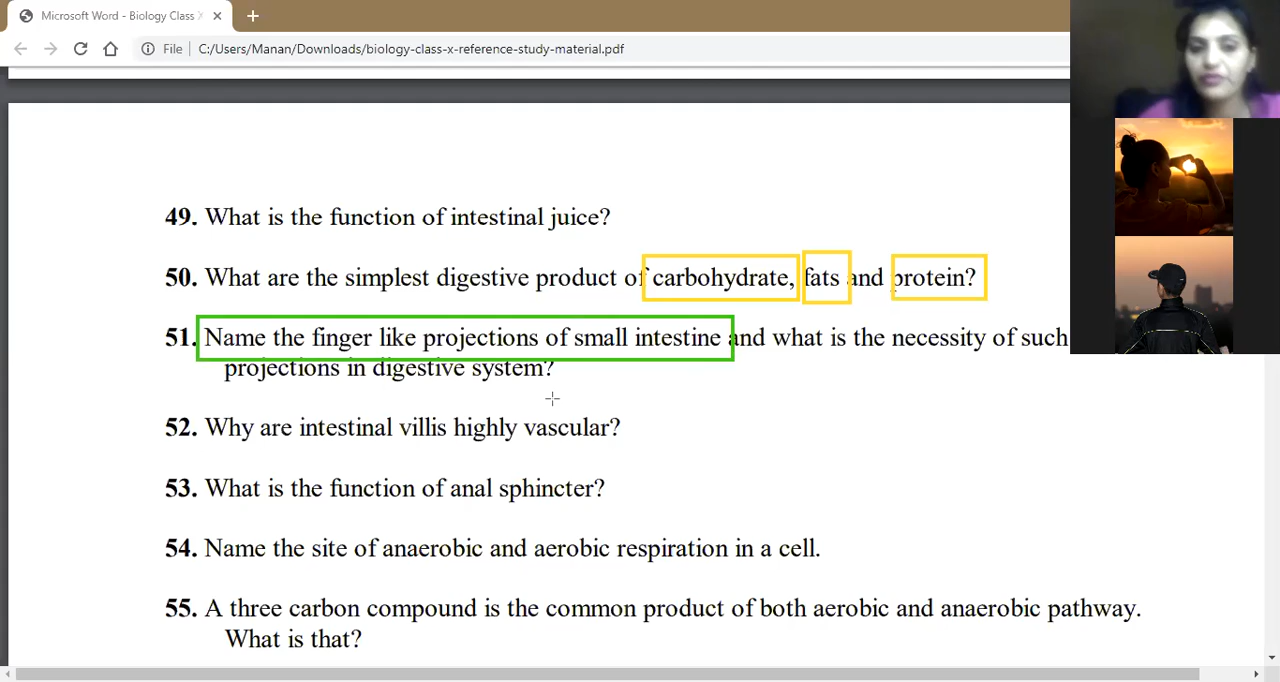 Microsoft Word - Biology Class X
File
C:/Users/Manan/Downloads/biology-class-x-reference-study-material.pdf
49. What is the function of intestinal juice?
50. What are the simplest digestive product of carbohydrate, fats and protein?
51. Name the finger like projections of small intestine and what is the necessity of such
projections in digestive system?
52. Why are intestinal villis highly vascular?
53. What is the function of anal sphincter?
54. Name the site of anaerobic and aerobic respiration in a cell.
55. A three carbon compound is the common product of both aerobic and anaerobic pathway.
What is that?